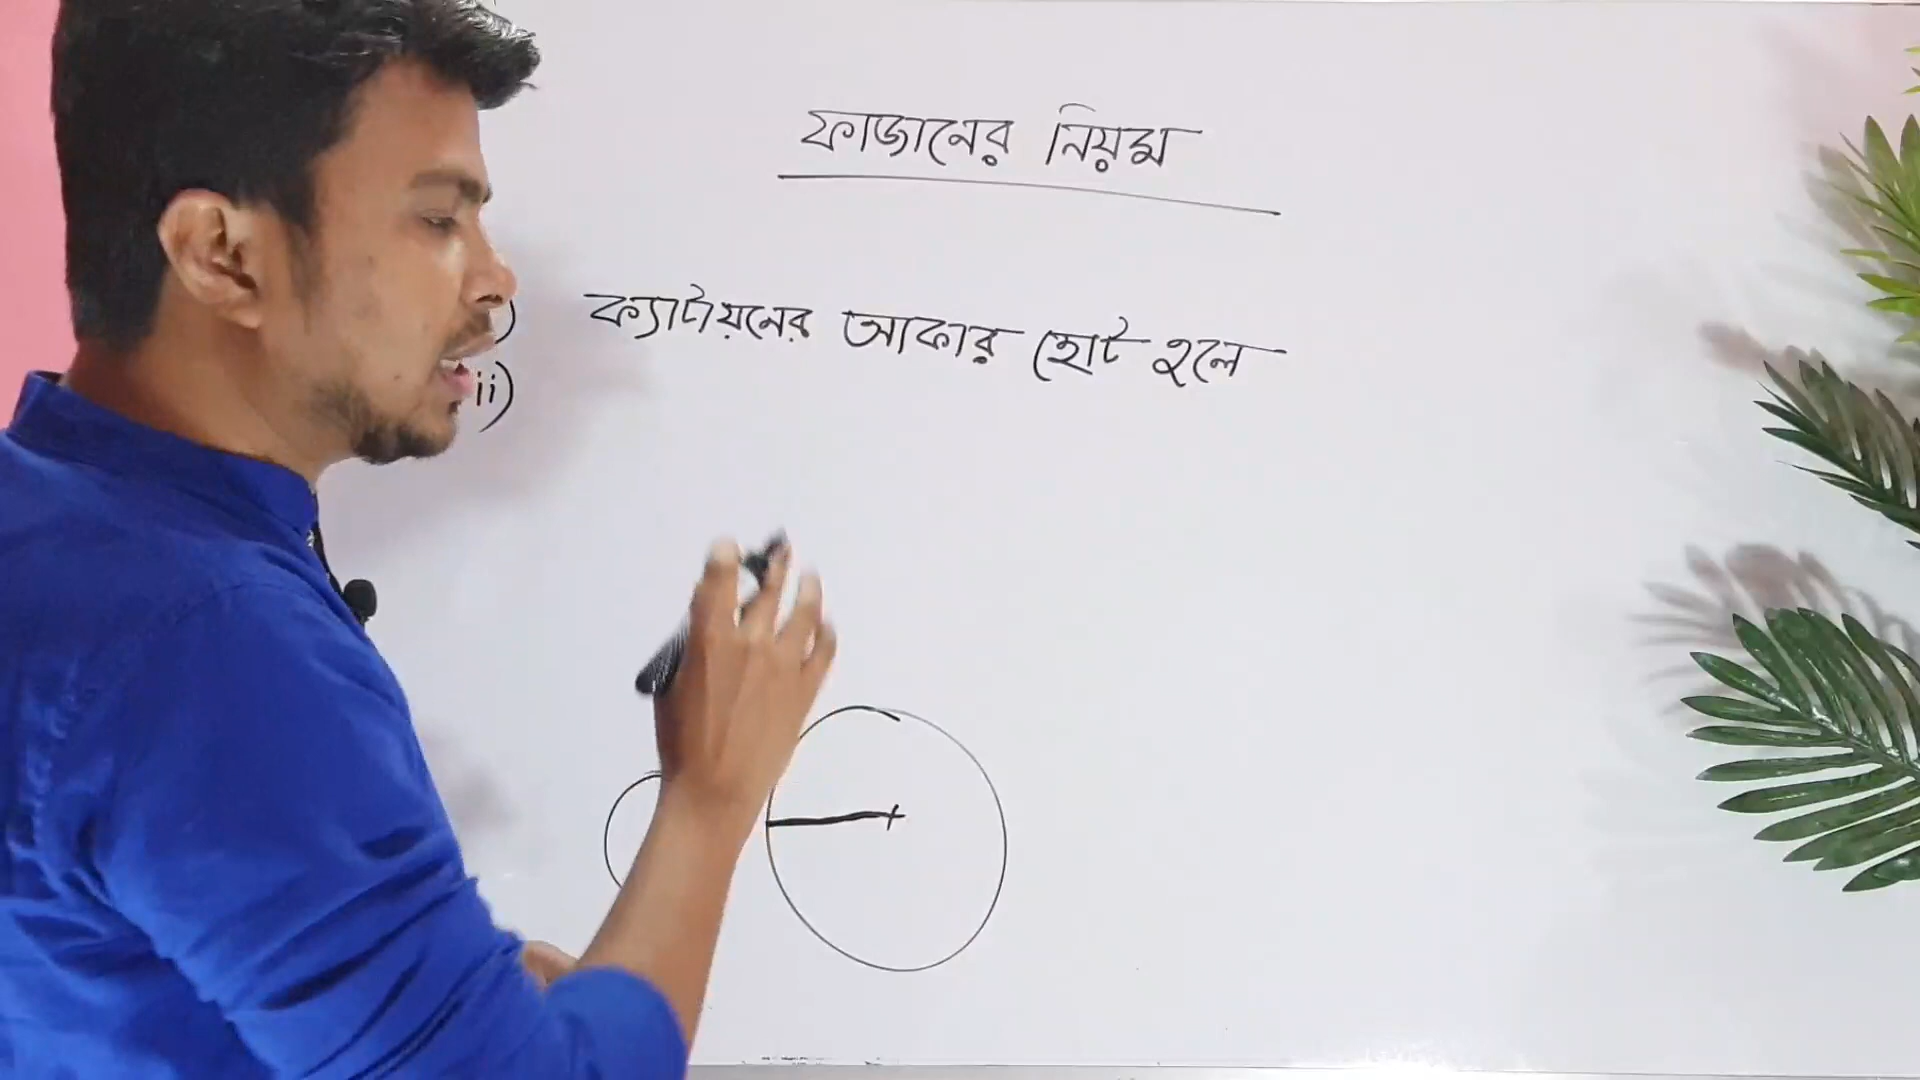 ফাজানের নিয়ম
) ক্যাটায়নের আকার ছোট হলে
ii)